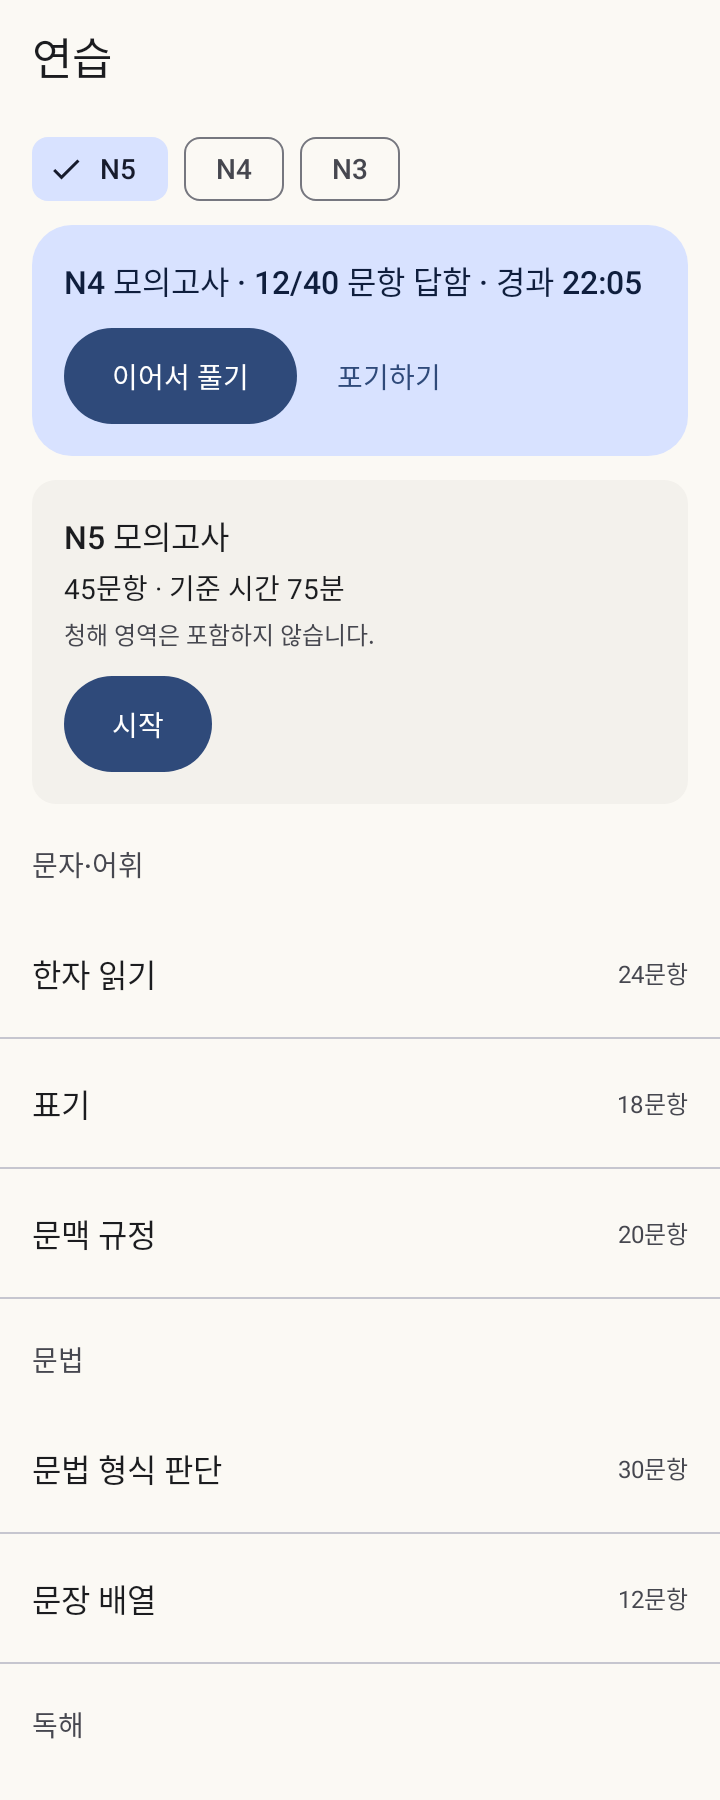 연습
N5 N4 N3
N4 모의고사 · 12/40 문항 답함 · 경과 22:05
이어서 풀기 포기하기
N5 모의고사
45문항 · 기준 시간 75분
청해 영역은 포함하지 않습니다.
시작
문자·어휘
한자 읽기 24문항
표기 18문항
문맥 규정 20문항
문법
문법 형식 판단 30문항
문장 배열 12문항
독해